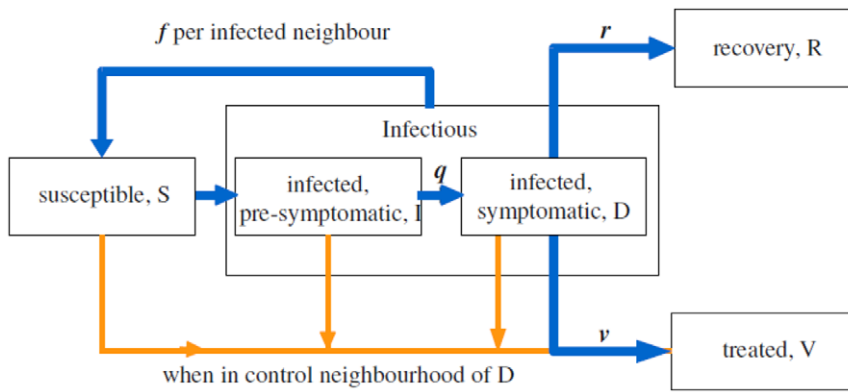 f per infected neighbour
r
recovery, R
Infectious
susceptible, S
infected,
pre-symptomatic, I
q
infected,
symptomatic, D
v
treated, V
when in control neighbourhood of D